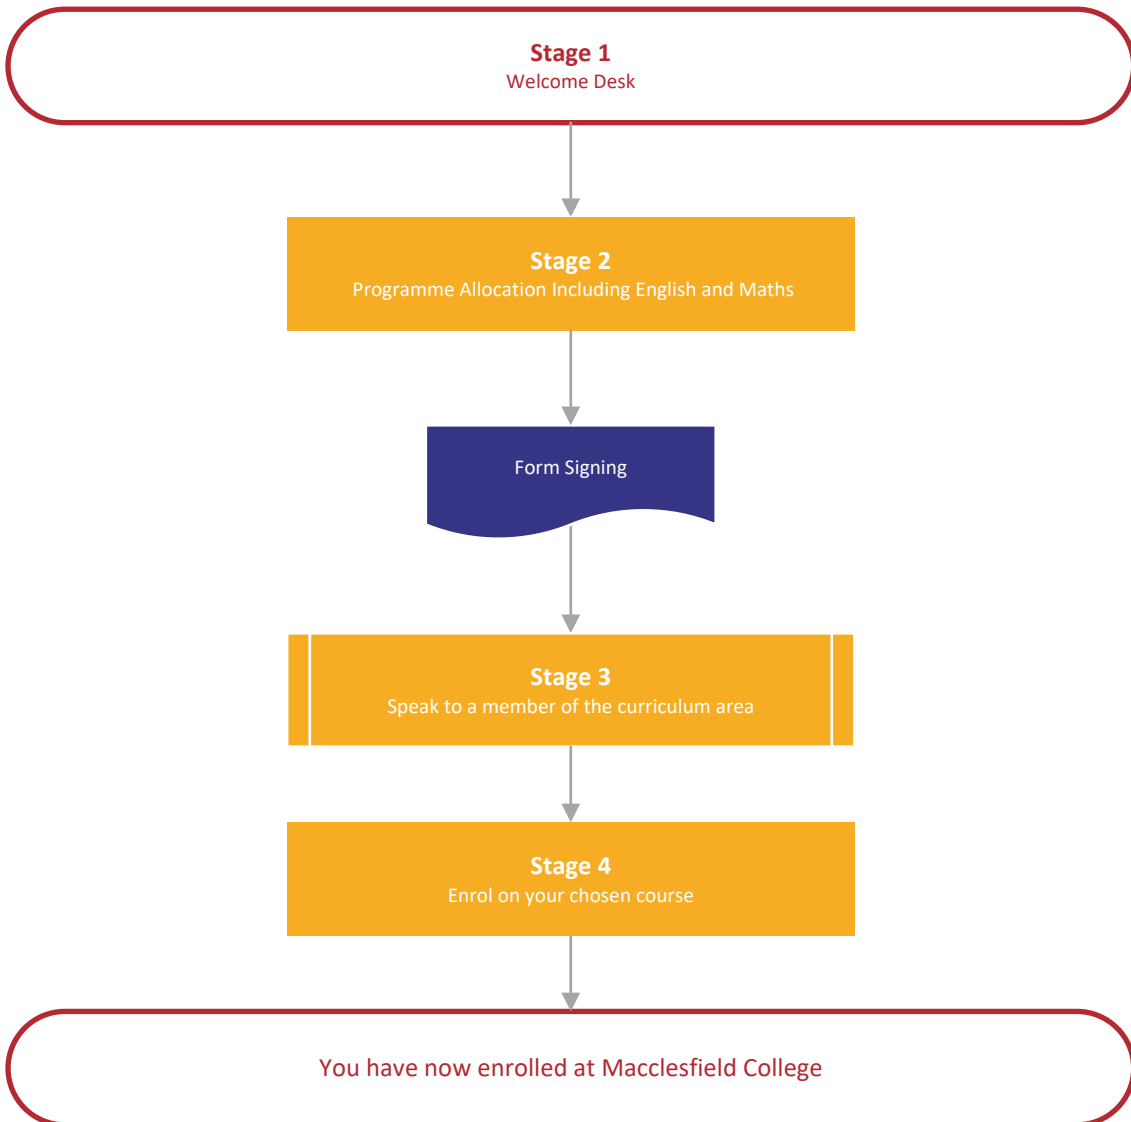 Stage 1
Welcome Desk
Stage 2
Programme Allocation Including English and Maths
Form Signing
Stage 3
Speak to a member of the curriculum area
Stage 4
Enrol on your chosen course
You have now enrolled at Macclesfield College